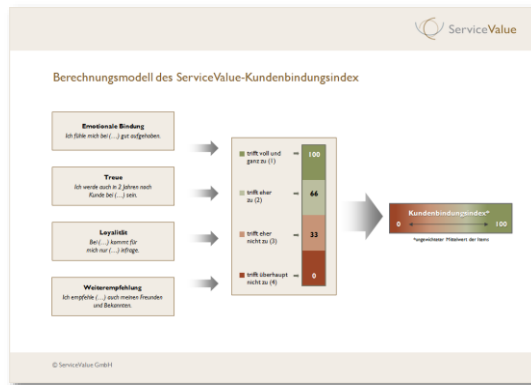 ServiceValue
Berechnungsmodell des ServiceValue-Kundenbindungsindex
Emotionale Bindung
Ich fühle mich bei (…) gut aufgehoben.
Treue
Ich werde auch in 2 Jahren noch
Kunde bei (…) sein.
Loyalität
Bei (…) kommt für
mich nur (…) infrage.
Weiterempfehlung
Ich empfehle (…) auch meinen Freunden
und Bekannten.
trifft voll und
ganz zu (1)
100
trifft eher
zu (2)
66
trifft eher
nicht zu (3)
33
trifft überhaupt
nicht zu (4)
0
Kundenbindungsindex*
0
100
*ungewichteter Mittelwert der Items
© ServiceValue GmbH